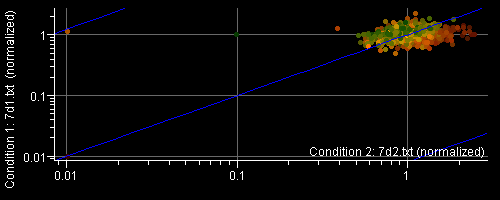 Condition 1: 7d1.txt (normalized)
1
0.1
0.01
Condition 2: 7d2.txt (normalized)
0.01 0.1 1